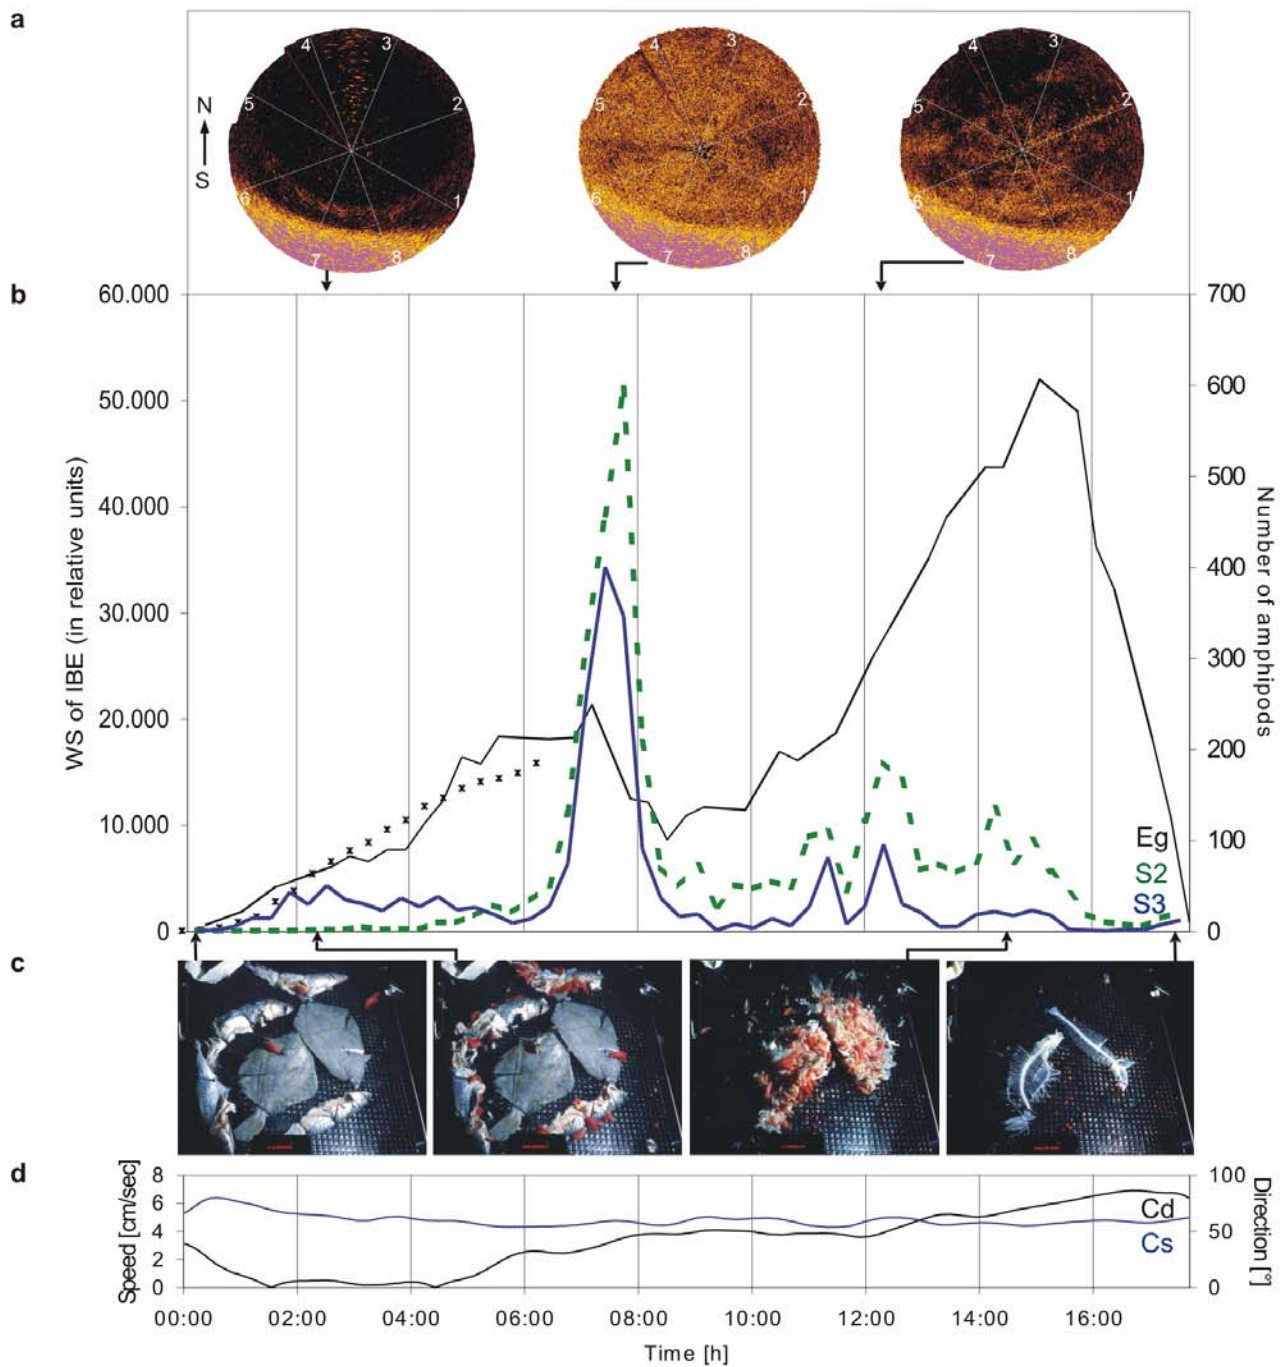 a
4 3
5 2
N
S
6 1
7 8
4 3
5 2
6 1
7 8
4 3
5 2
6 1
7 8
b
60.000 700
600
50.000
500
40.000
400
30.000
300
20.000
200
10.000
100
0 0
WS of IBE (in relative units)
Number of amphipods
Eg
S2
S3
c
d
8 100
6
4 50
2
0 0
Speed [cm/sec]
Direction [°]
Cd
Cs
00:00 02:00 04:00 06:00 08:00 10:00 12:00 14:00 16:00
Time [h]